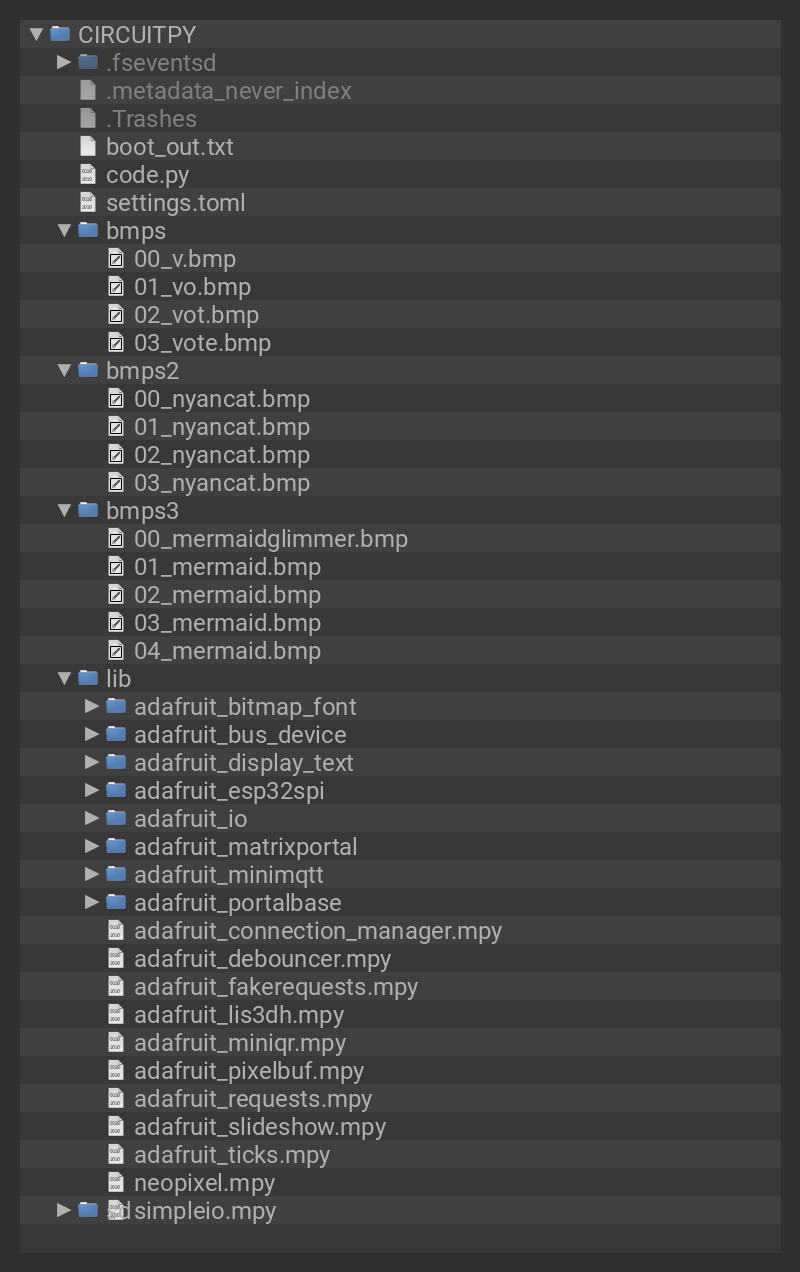 CIRCUITPY
.fseventsd
.metadata_never_index
.Trashes
boot_out.txt
code.py
settings.toml
bmps
00_v.bmp
01_vo.bmp
02_vot.bmp
03_vote.bmp
bmps2
00_nyancat.bmp
01_nyancat.bmp
02_nyancat.bmp
03_nyancat.bmp
bmps3
00_mermaidglimmer.bmp
01_mermaid.bmp
02_mermaid.bmp
03_mermaid.bmp
04_mermaid.bmp
lib
adafruit_bitmap_font
adafruit_bus_device
adafruit_display_text
adafruit_esp32spi
adafruit_io
adafruit_matrixportal
adafruit_minimqtt
adafruit_portalbase
adafruit_connection_manager.mpy
adafruit_debouncer.mpy
adafruit_fakerequests.mpy
adafruit_lis3dh.mpy
adafruit_miniqr.mpy
adafruit_pixelbuf.mpy
adafruit_requests.mpy
adafruit_slideshow.mpy
adafruit_ticks.mpy
neopixel.mpy
sd simpleio.mpy